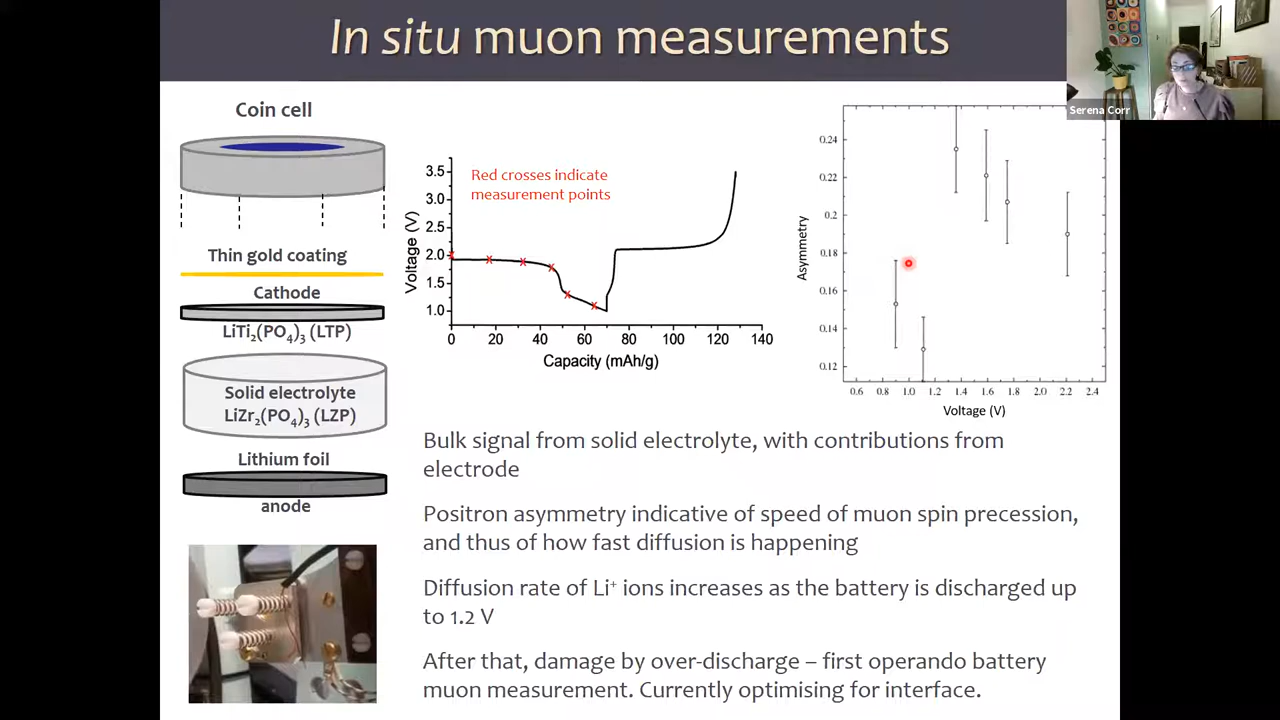 In situ muon measurements
Serena Corr
Coin cell
Thin gold coating
Cathode
LiTi₂(PO₄)₃ (LTP)
Solid electrolyte
LiZr₂(PO₄)₃ (LZP)
Lithium foil
anode
Red crosses indicate
measurement points
Voltage (V)
3.5
3.0
2.5
2.0
1.5
1.0
0 20 40 60 80 100 120 140
Capacity (mAh/g)
Asymmetry
0.24
0.22
0.2
0.18
0.16
0.14
0.12
0.6 0.8 1.0 1.2 1.4 1.6 1.8 2.0 2.2 2.4
Voltage (V)
Bulk signal from solid electrolyte, with contributions from
electrode
Positron asymmetry indicative of speed of muon spin precession,
and thus of how fast diffusion is happening
Diffusion rate of Li⁺ ions increases as the battery is discharged up
to 1.2 V
After that, damage by over-discharge – first operando battery
muon measurement. Currently optimising for interface.